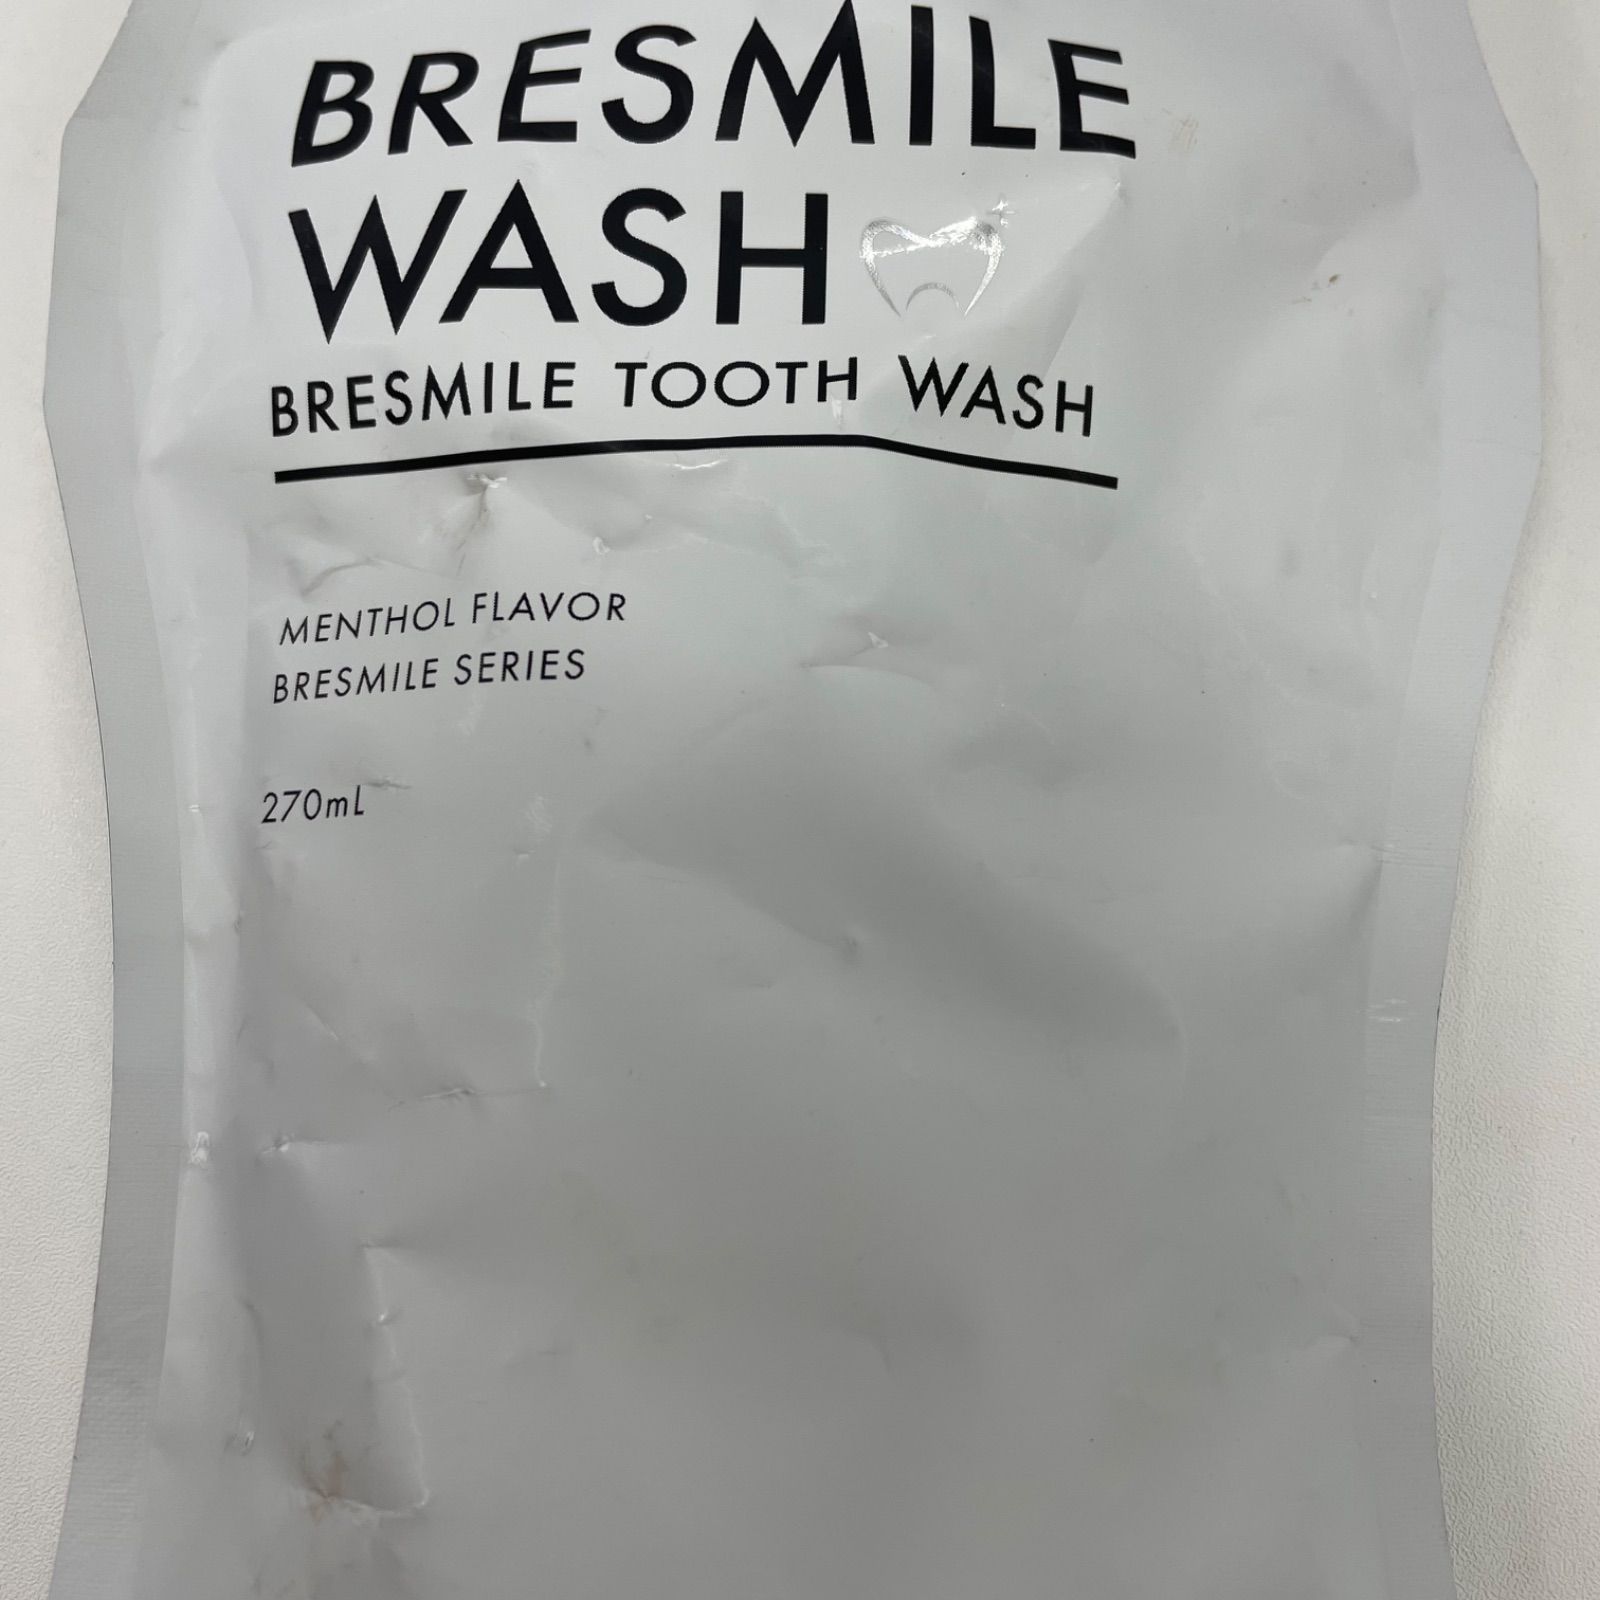 BRESMILE
WASH
BRESMILE TOOTH WASH
MENTHOL FLAVOR
BRESMILE SERIES
270mL